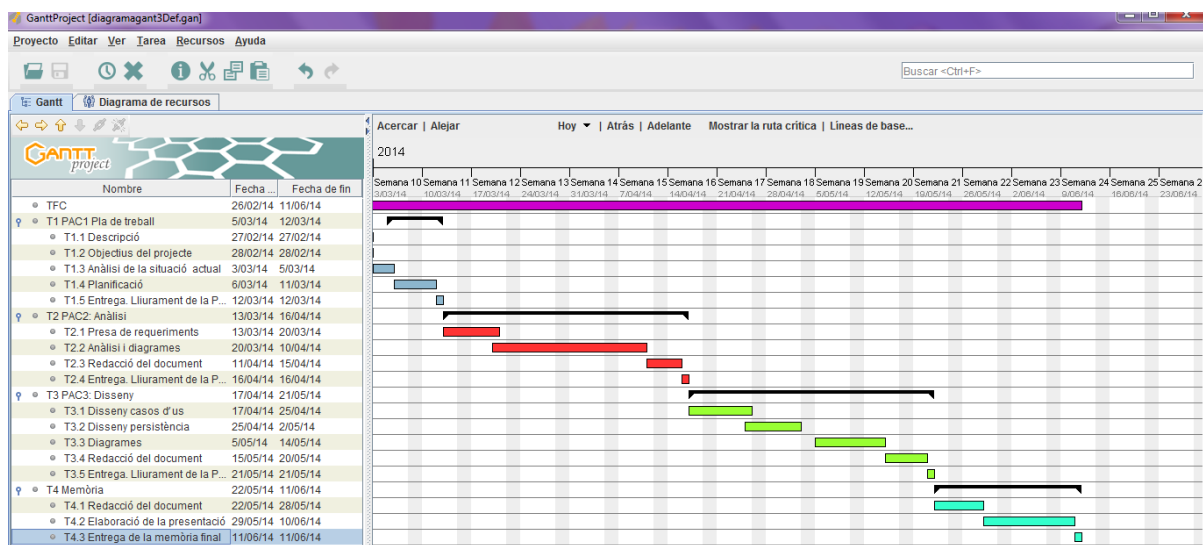 GanttProject [diagramagant3Def.gan]
Proyecto Editar Ver Tarea Recursos Ayuda
Buscar <Ctrl+F>
Gantt Diagrama de recursos
Acercar | Alejar Hoy | Atrás | Adelante Mostrar la ruta crítica | Líneas de base...
GANTT
project
2014
Nombre Fecha ... Fecha de fin
Semana 10 Semana 11 Semana 12 Semana 13 Semana 14 Semana 15 Semana 16 Semana 17 Semana 18 Semana 19 Semana 20 Semana 21 Semana 22 Semana 23 Semana 24 Semana 25 Semana 2
3/03/14 10/03/14 17/03/14 24/03/14 31/03/14 7/04/14 14/04/14 21/04/14 28/04/14 5/05/14 12/05/14 19/05/14 26/05/14 2/06/14 9/06/14 16/06/14 23/06/14
TFC 26/02/14 11/06/14
T1 PAC1 Pla de treball 5/03/14 12/03/14
T1.1 Descripció 27/02/14 27/02/14
T1.2 Objectius del projecte 28/02/14 28/02/14
T1.3 Anàlisi de la situació actual 3/03/14 5/03/14
T1.4 Planificació 6/03/14 11/03/14
T1.5 Entrega. Lliurament de la P... 12/03/14 12/03/14
T2 PAC2: Anàlisi 13/03/14 16/04/14
T2.1 Presa de requeriments 13/03/14 20/03/14
T2.2 Anàlisi i diagrames 20/03/14 10/04/14
T2.3 Redacció del document 11/04/14 15/04/14
T2.4 Entrega. Lliurament de la P... 16/04/14 16/04/14
T3 PAC3: Disseny 17/04/14 21/05/14
T3.1 Disseny casos d'us 17/04/14 25/04/14
T3.2 Disseny persistència 25/04/14 2/05/14
T3.3 Diagrames 5/05/14 14/05/14
T3.4 Redacció del document 15/05/14 20/05/14
T3.5 Entrega. Lliurament de la P... 21/05/14 21/05/14
T4 Memòria 22/05/14 11/06/14
T4.1 Redacció del document 22/05/14 28/05/14
T4.2 Elaboració de la presentació 29/05/14 10/06/14
T4.3 Entrega de la memòria final 11/06/14 11/06/14